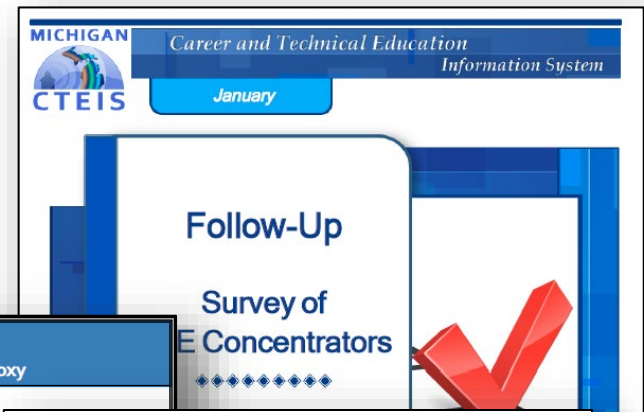 MICHIGAN
CTEIS
Career and Technical Education
Information System
January
Follow-Up
Survey of
E Concentrators
oxy